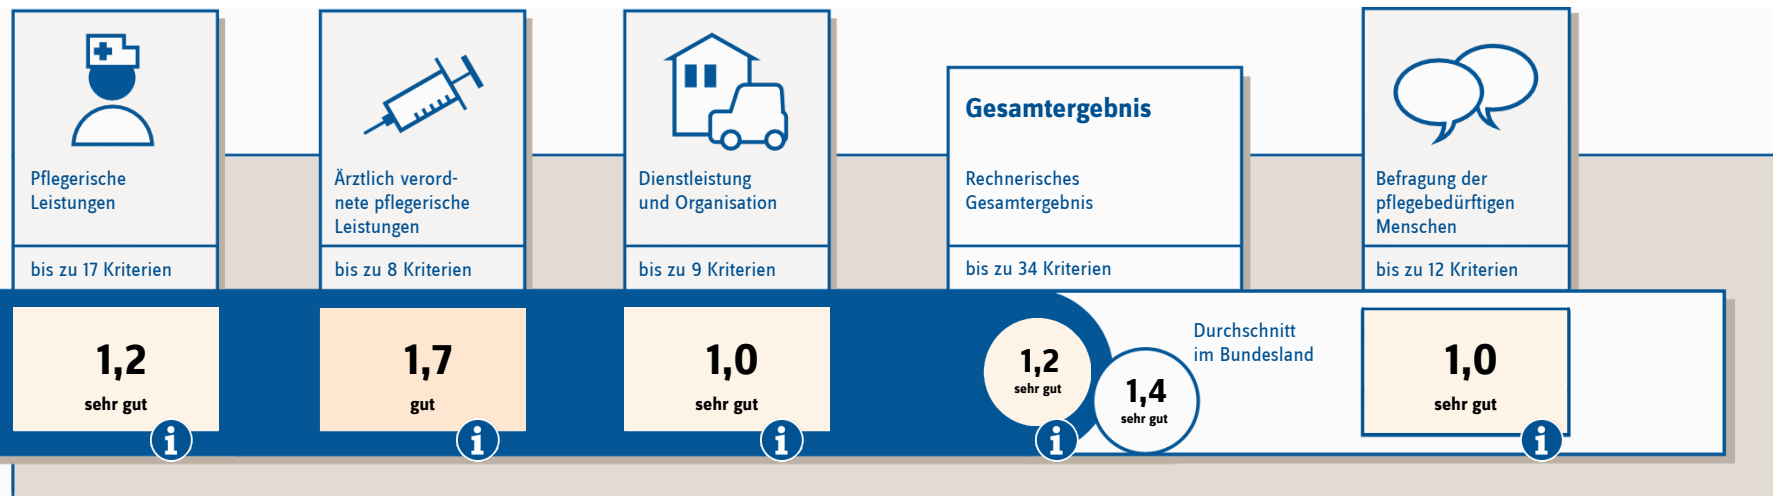 Pflegerische
Leistungen
bis zu 17 Kriterien
1,2
sehr gut
i
Ärztlich verord-
nete pflegerische
Leistungen
bis zu 8 Kriterien
1,7
gut
i
Dienstleistung
und Organisation
bis zu 9 Kriterien
1,0
sehr gut
i
Gesamtergebnis
Rechnerisches
Gesamtergebnis
bis zu 34 Kriterien
1,2
sehr gut
i
1,4
sehr gut
Durchschnitt
im Bundesland
Befragung der
pflegebedürftigen
Menschen
bis zu 12 Kriterien
1,0
sehr gut
i